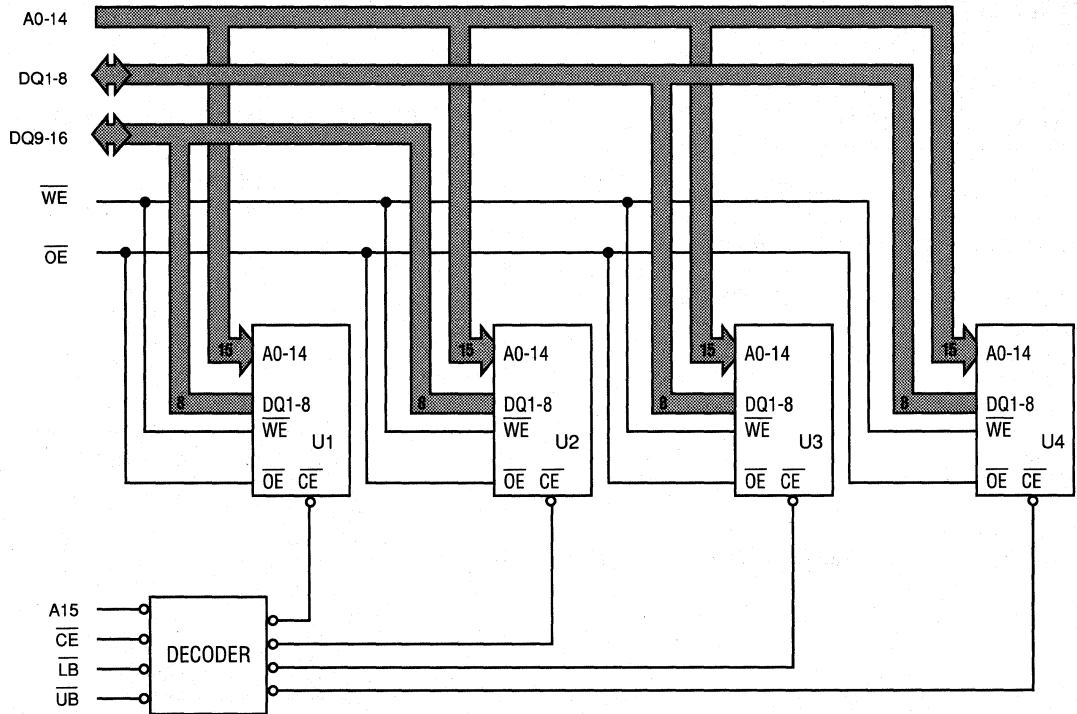 A0-14
DQ1-8
DQ9-16
WE
OE
15 A0-14
8 DQ1-8
WE
U1
OE CE
15 A0-14
8 DQ1-8
WE
U2
OE CE
15 A0-14
8 DQ1-8
WE
U3
OE CE
15 A0-14
8 DQ1-8
WE
U4
OE CE
A15
CE
LB
UB
DECODER